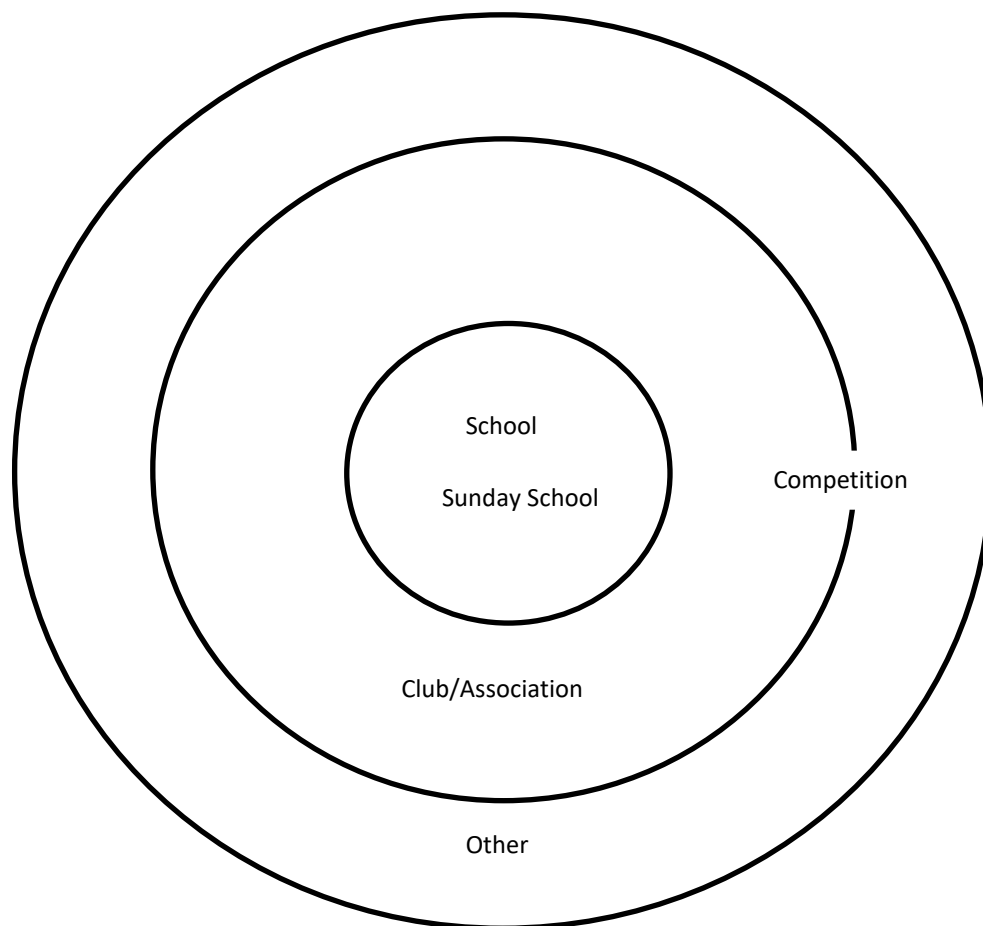 School
Competition
Sunday School
Club/Association
Other